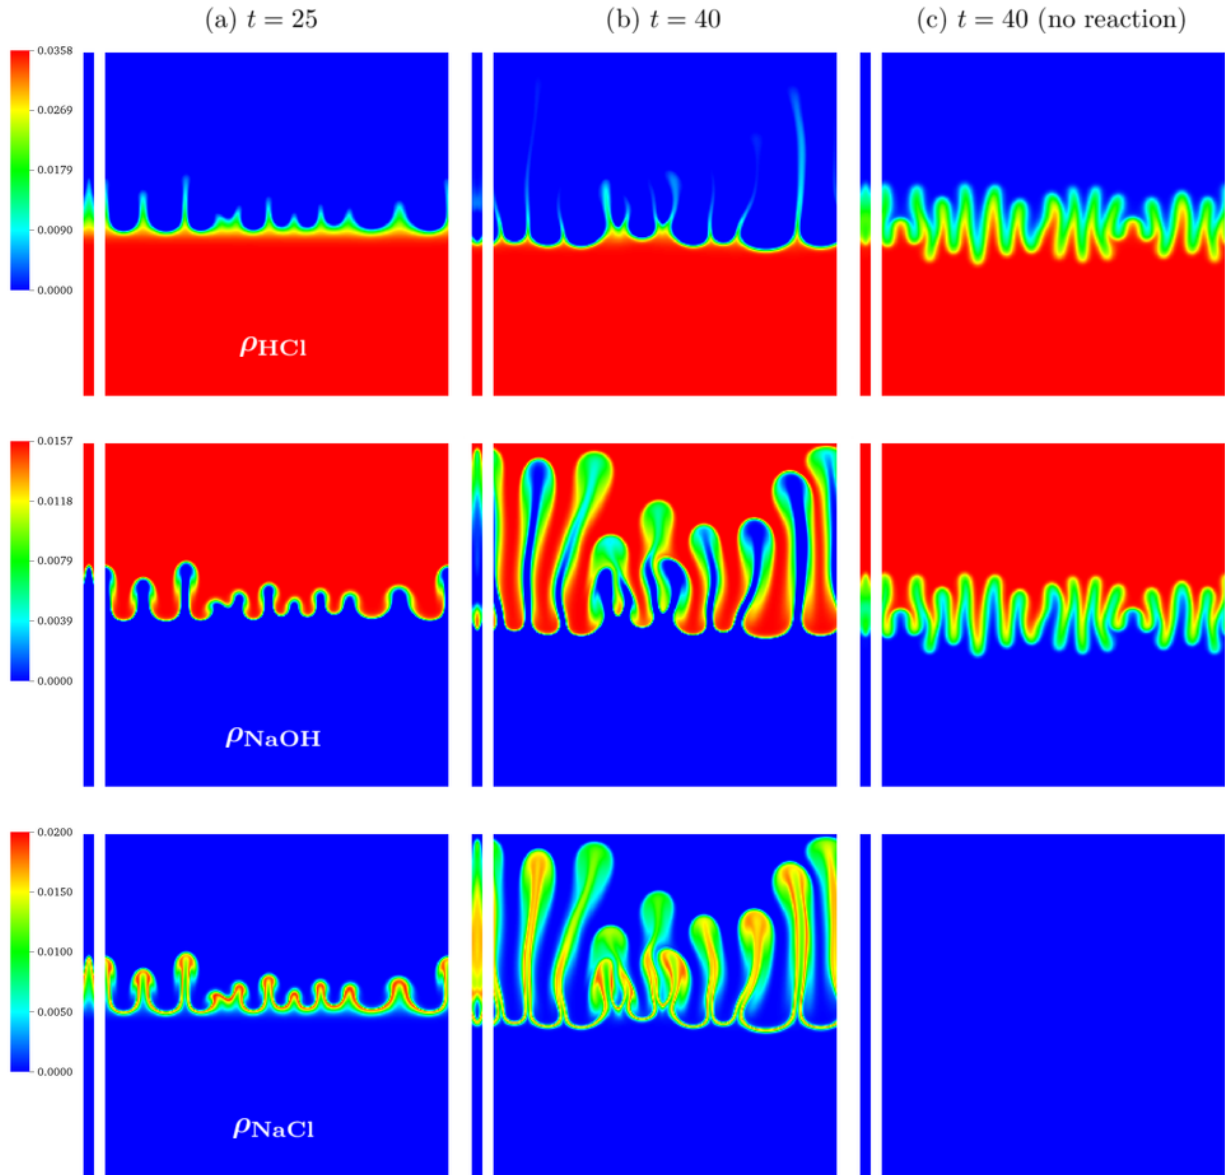 (a) t = 25
(b) t = 40
(c) t = 40 (no reaction)
0.0358
0.0269
0.0179
0.0090
0.0000
ρHCl
0.0157
0.0118
0.0079
0.0039
0.0000
ρNaOH
0.0200
0.0150
0.0100
0.0050
0.0000
ρNaCl